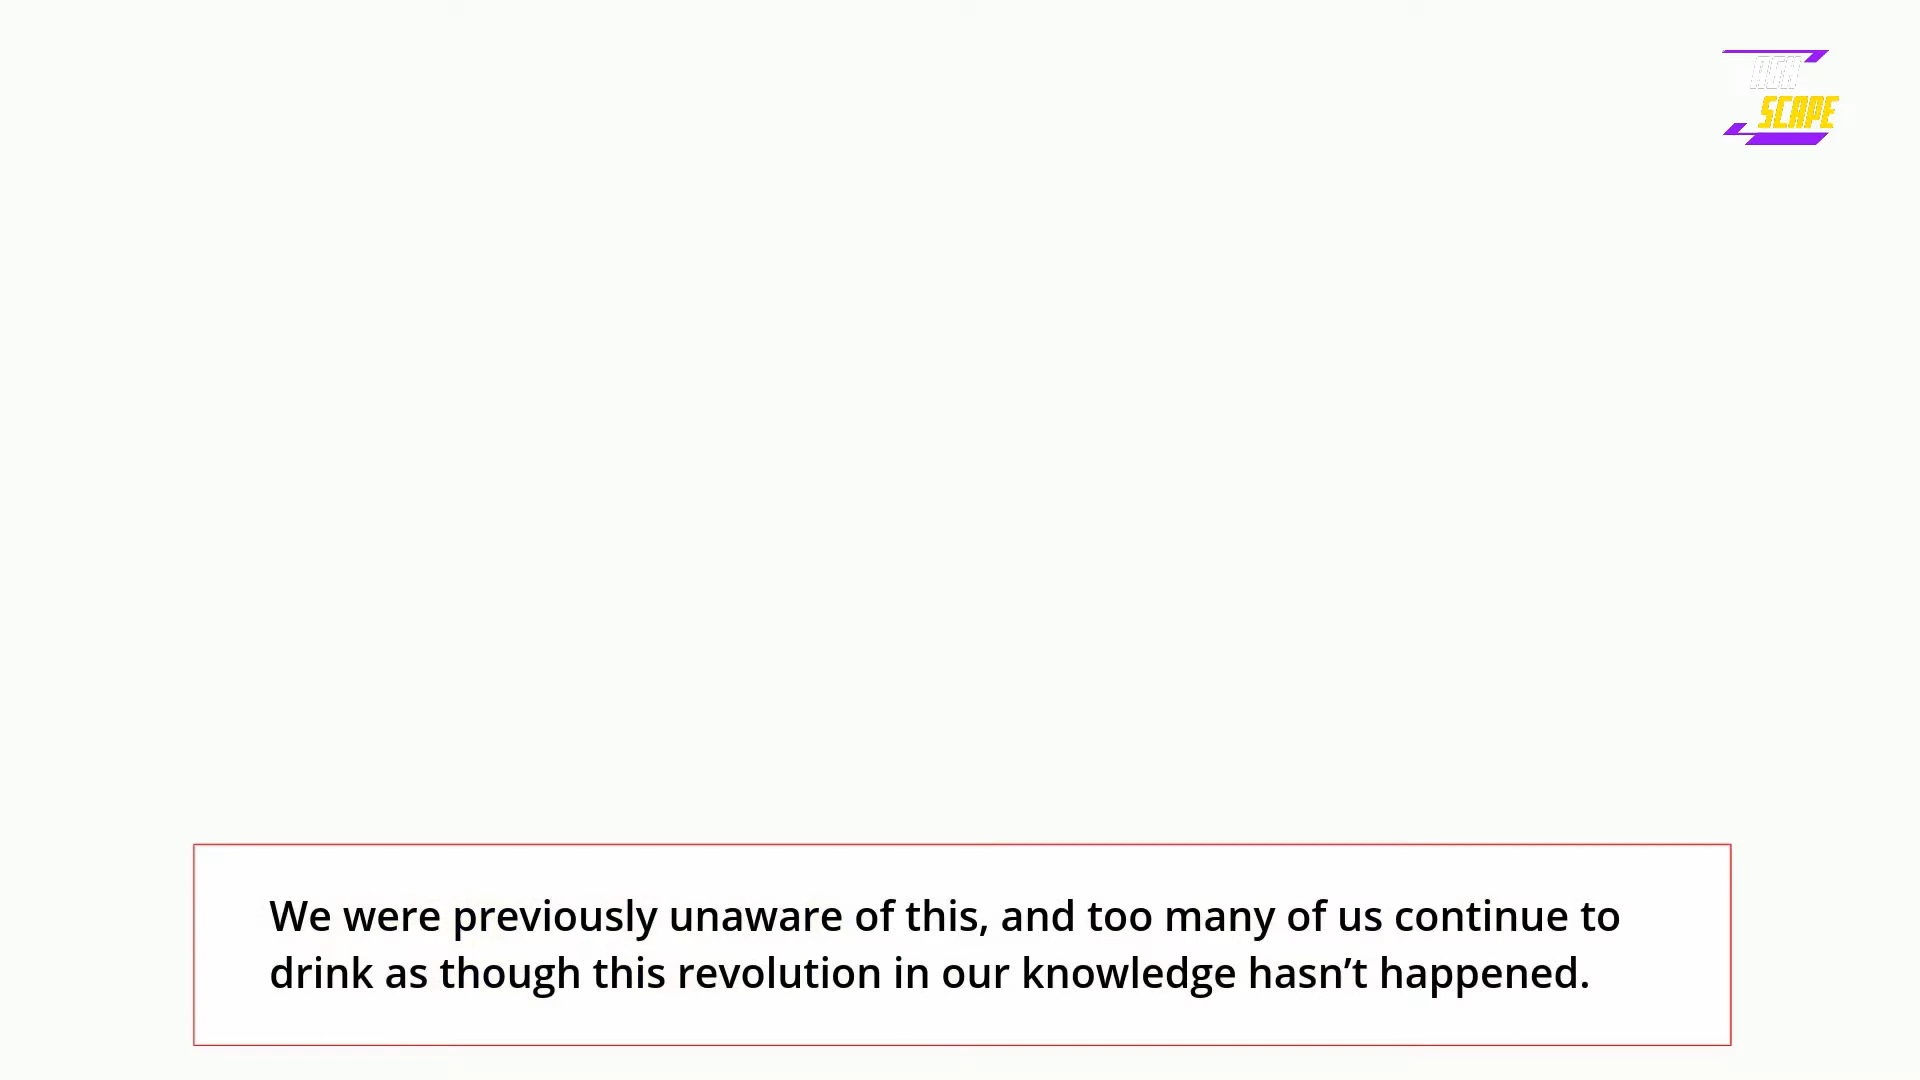 SCAPE
We were previously unaware of this, and too many of us continue to
drink as though this revolution in our knowledge hasn’t happened.